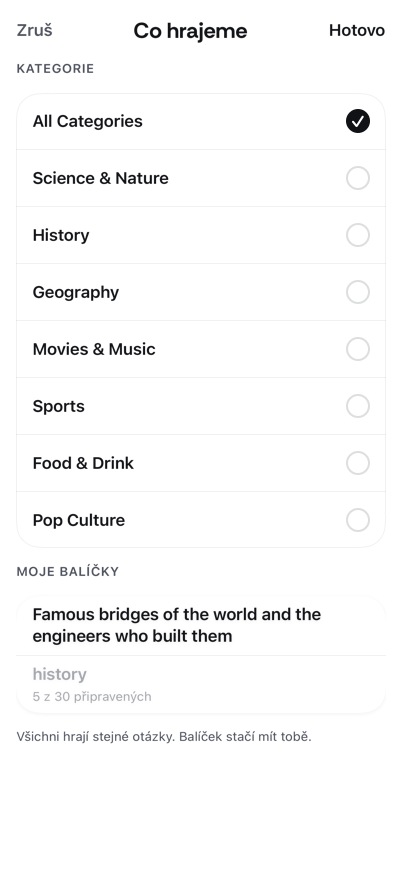 Zruš
Co hrajeme
Hotovo
KATEGORIE
All Categories
Science & Nature
History
Geography
Movies & Music
Sports
Food & Drink
Pop Culture
MOJE BALÍČKY
Famous bridges of the world and the
engineers who built them
history
5 z 30 připravených
Všichni hrají stejné otázky. Balíček stačí mít tobě.